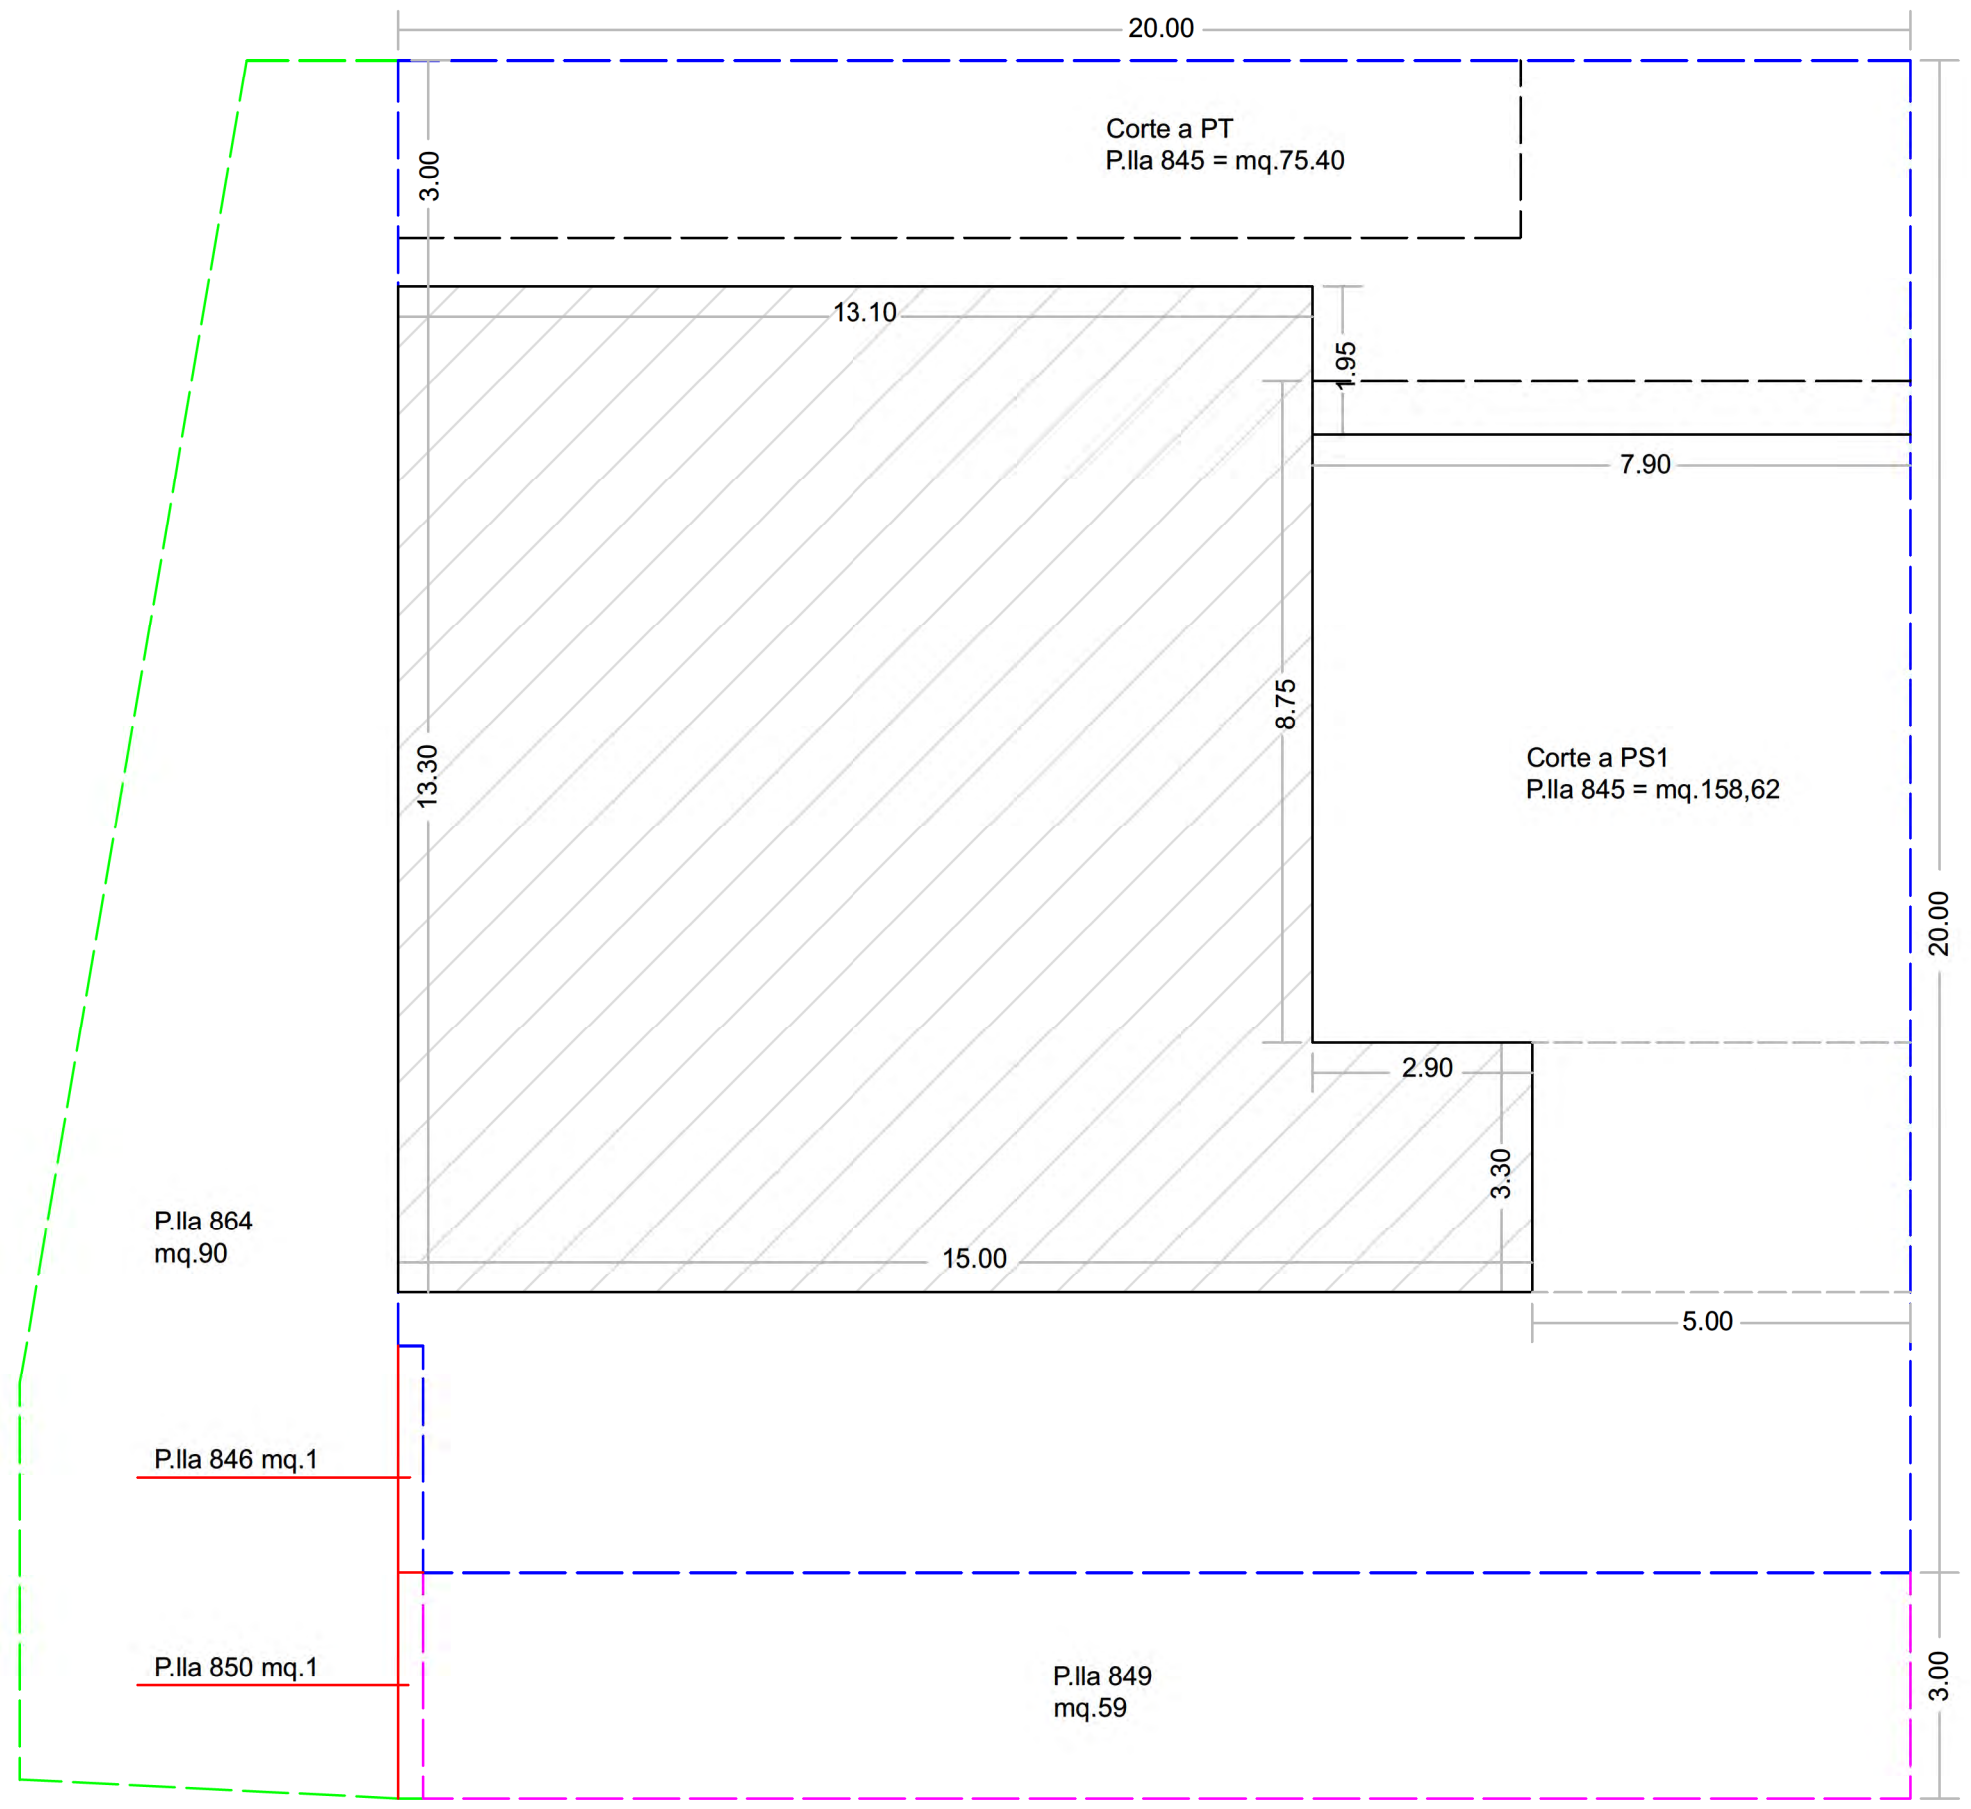 20.00
Corte a PT
P.lla 845 = mq.75.40
3.00
13.10
1.95
7.90
8.75
13.30
Corte a PS1
P.lla 845 = mq.158,62
20.00
2.90
3.30
P.lla 864
mq.90
15.00
5.00
P.lla 846 mq.1
P.lla 850 mq.1
P.lla 849
mq.59
3.00